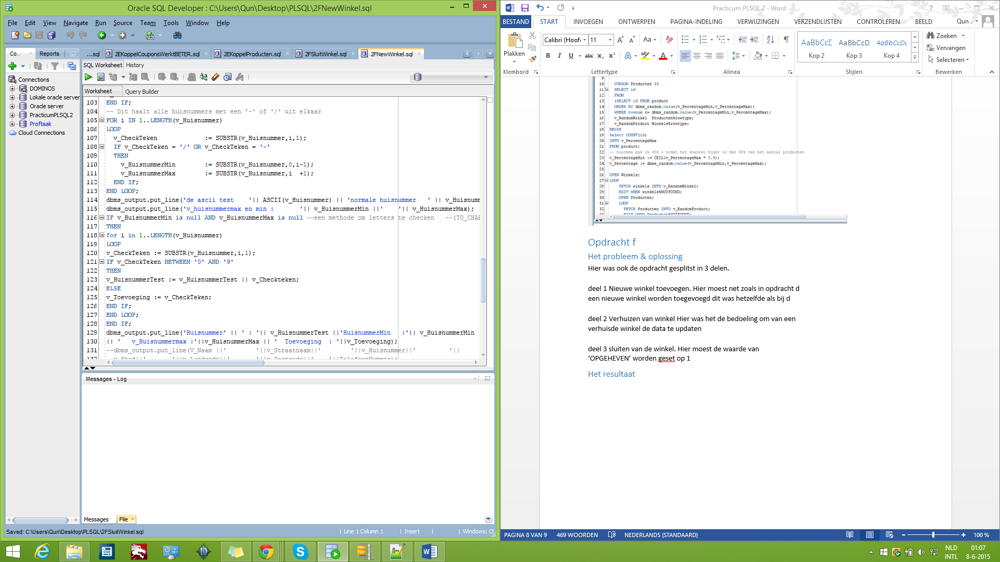 Oracle SQL Developer : C:\Users\Qun\Desktop\PLSQL\2FNewWinkel.sql
File Edit View Navigate Run Source Team Tools Window Help
Co.. Reports
...sql 2EKoppelCouponsWerktBETER.sql 2EKoppelProducten.sql 2FSluitWinkel.sql 2FNewWinkel.sql
SQL Worksheet History
Worksheet Query Builder
Connections
DOMINOS
Lokale oracle server
Oracle server
PracticumPLSQL2
Proftaak
Cloud Connections
103 END IF;
104 -- Dit haalt alle huisnummers met een '-' of '/' uit elkaar
105 FOR i IN 1..LENGTH(v_Huisnummer)
106 LOOP
107 v_CheckTeken := SUBSTR(v_Huisnummer,i,1);
108 IF v_CheckTeken = '/' OR v_CheckTeken = '-'
109 THEN
110 v_HuisnummerMin := SUBSTR(v_Huisnummer,0,i-1);
111 v_HuisnummerMax := SUBSTR(v_Huisnummer,i +1);
112 END IF;
113 END LOOP;
114 dbms_output.put_line('de ascii test '|| ASCII(v_Huisnummer) || 'normale huisnummer ' || v_Huisnum
115 dbms_output.put_line('v_huisnummermax en min : '|| v_HuisnummerMin ||' '|| v_HuisnummerMax);
116 IF v_HuisnummerMin is null AND v_HuisnummerMax is null --een methode om letters te checken --(TO_CHAR
117 THEN
118 for i in 1..LENGTH(v_Huisnummer)
119 LOOP
120 v_CheckTeken := SUBSTR(v_Huisnummer,i,1);
121 IF v_CheckTeken BETWEEN '0' AND '9'
122 THEN
123 v_HuisnummerTest := v_HuisnummerTest || v_Checkteken;
124 ELSE
125 v_Toevoeging := v_CheckTeken;
126 END IF;
127 END LOOP;
128 END IF;
129 dbms_output.put_line('Huisnummer' || ' : '|| v_HuisnummerTest ||'HuisnummerMin :'|| v_HuisnummerMin
130 || ' v_Huisnummermax :'||v_HuisnummerMax || ' Toevoeging : '||v_Toevoeging);
131 --dbms_output.put_line(V_Naam ||' '||v_Straatnaam||' '||v_Huisnummer||' '||
Messages - Log
Messages File
Saved: C:\Users\Qun\Desktop\PLSQL\2FSluitWinkel.sql
Line 1 Column 1 Insert Windows: CF
Practicum PLSQL 2 - Word
BESTAND START INVOEGEN ONTWERPEN PAGINA-INDELING VERWIJZINGEN VERZENDLIJSTEN CONTROLEREN BEELD Qun .
Plakken
Klembord
Calibri (Hoof 11
Lettertype
Alinea
AaBbCcD AaBbCcD AaBbCcDc
Kop 2 Kop 3 Kop 4
Stijlen
Zoeken
Vervangen
Selecteren
Bewerken
9
10 CURSOR Producten IS
11 SELECT id
12 FROM
13 (SELECT id FROM product
14 ORDER BY dbms_random.value(v_PercentageMin,v_PercentageMax))
15 WHERE rownum <= dbms_random.value(v_PercentageMin,v_PercentageMax);
16 v_RandomWinkel Producten%rowtype;
17 v_RandomProduct Winkels%rowtype;
18 BEGIN
19 Select COUNT(id)
20 INTO v_PercentageMax
21 FROM product;
22 -- hiermee pak ik 90% + zodat het sowieso hoger is dan 90% van het aantal producten
23 v_PercentageMin := CEIL(v_PercentageMax * 0.9);
24 v_Percentage := dbms_random.value(v_PercentageMin,v_PercentageMax);
25
26 OPEN Winkels;
27 LOOP
28 FETCH winkels INTO v_RandomWinkel;
29 EXIT WHEN winkels%NOTFOUND;
30 OPEN Producten;
31 LOOP
32 FETCH Producten INTO v_RandomProduct;
Opdracht f
Het probleem & oplossing
Hier was ook de opdracht gesplitst in 3 delen.
deel 1 Nieuwe winkel toevoegen. Hier moest net zoals in opdracht d
een nieuwe winkel worden toegevoegd dit was hetzelfde als bij d
deel 2 Verhuizen van winkel Hier was het de bedoeling om van een
verhuisde winkel de data te updaten
deel 3 sluiten van de winkel. Hier moest de waarde van
‘OPGEHEVEN’ worden geset op 1
Het resultaat
PAGINA 8 VAN 9 469 WOORDEN NEDERLANDS (STANDAARD) 100 %
NLD
INTL
01:07
8-6-2015